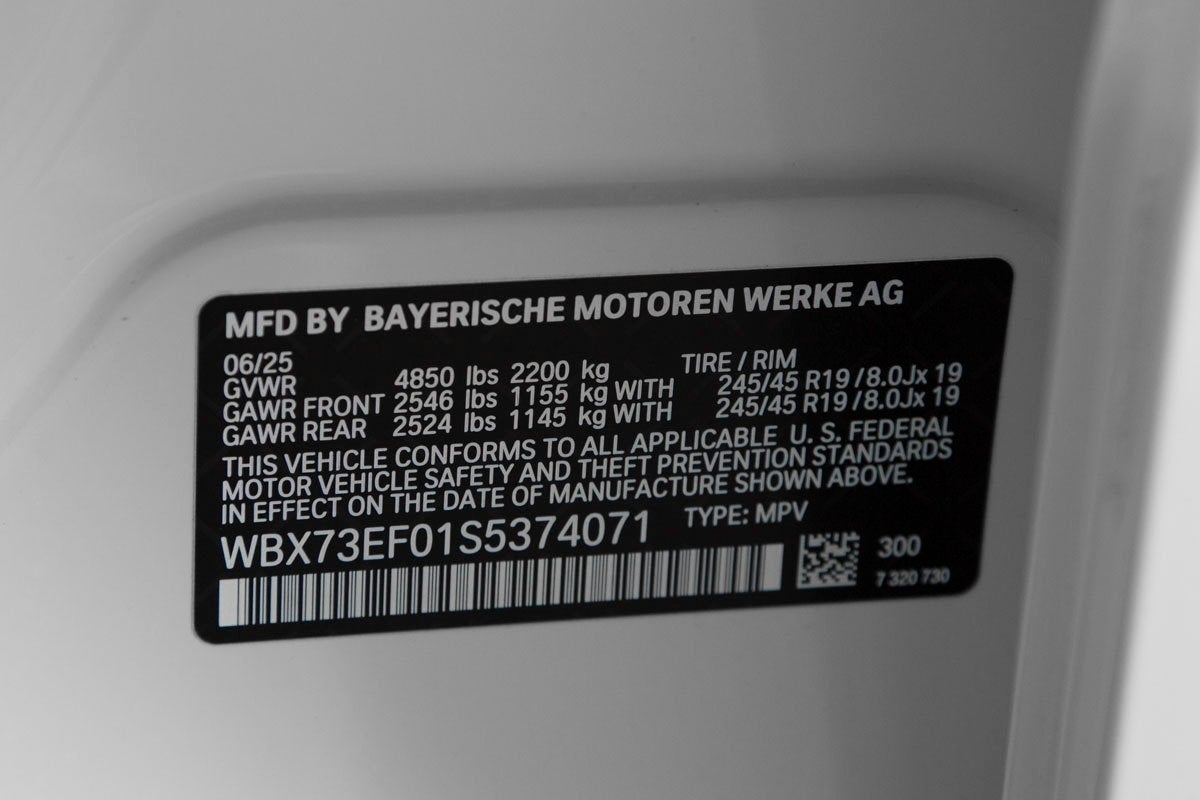 MFD BY BAYERISCHE MOTOREN WERKE AG
06/25 TIRE / RIM
GVWR 4850 lbs 2200 kg
GAWR FRONT 2546 lbs 1155 kg WITH 245/45 R19 / 8.0Jx 19
GAWR REAR 2524 lbs 1145 kg WITH 245/45 R19 / 8.0Jx 19
THIS VEHICLE CONFORMS TO ALL APPLICABLE U. S. FEDERAL
MOTOR VEHICLE SAFETY AND THEFT PREVENTION STANDARDS
IN EFFECT ON THE DATE OF MANUFACTURE SHOWN ABOVE.
WBX73EF01S5374071 TYPE: MPV
300
7 320 730